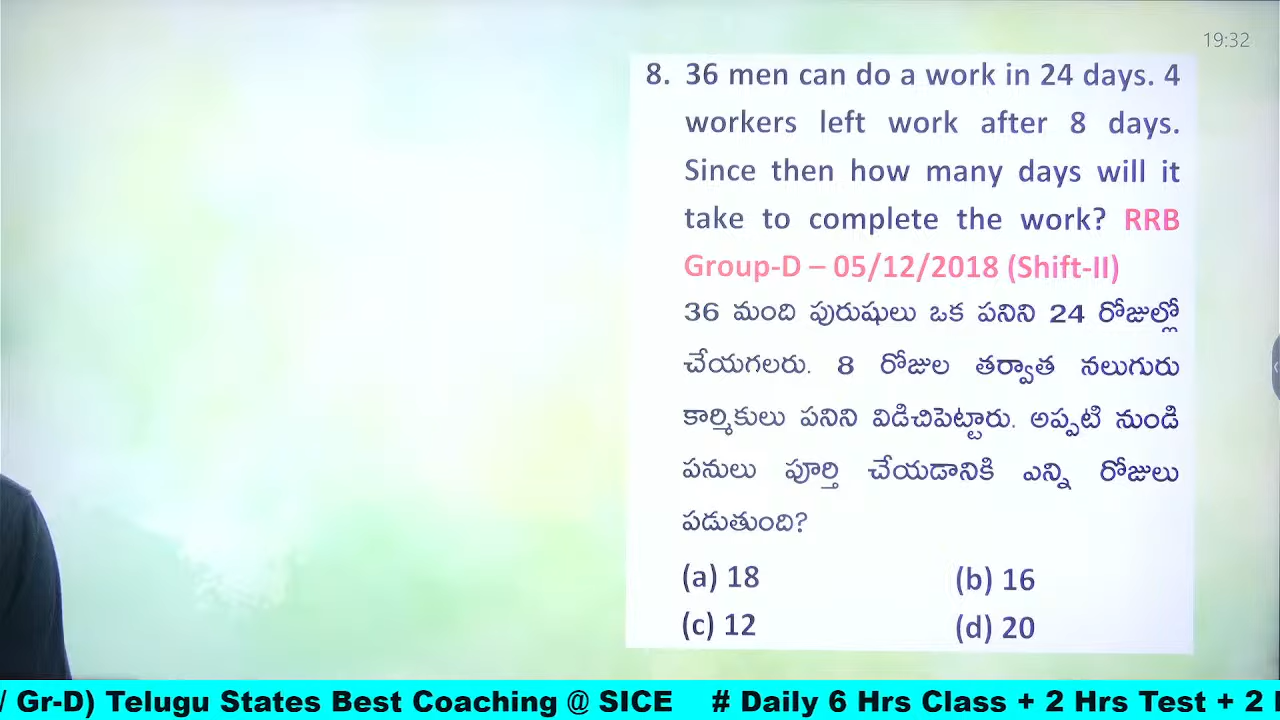 19:32
8. 36 men can do a work in 24 days. 4
workers left work after 8 days.
Since then how many days will it
take to complete the work? RRB
Group-D – 05/12/2018 (Shift-II)
36 మంది పురుషులు ఒక పనిని 24 రోజుల్లో
చేయగలరు. 8 రోజుల తర్వాత నలుగురు
కార్మికులు పనిని విడిచిపెట్టారు. అప్పటి నుండి
పనులు పూర్తి చేయడానికి ఎన్ని రోజులు
పడుతుంది?
(a) 18 (b) 16
(c) 12 (d) 20
/ Gr-D) Telugu States Best Coaching @ SICE # Daily 6 Hrs Class + 2 Hrs Test + 2